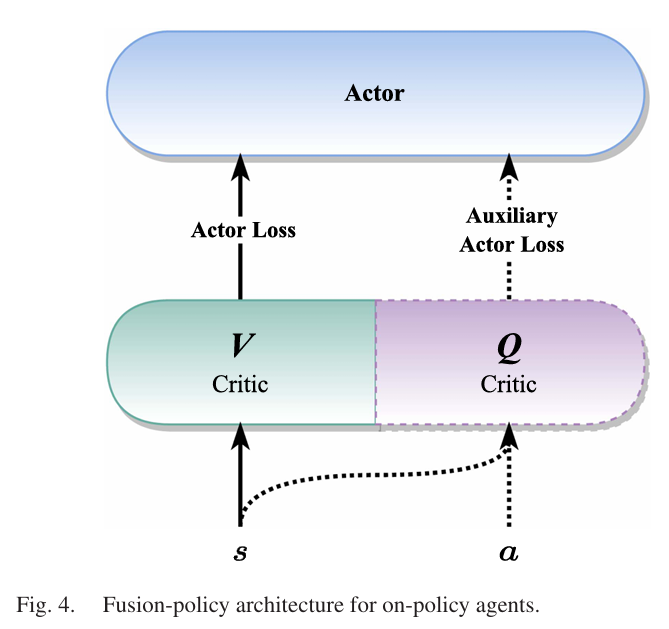 Actor
Actor Loss
Auxiliary
Actor Loss
V
Critic
Q
Critic
s
a
Fig. 4. Fusion-policy architecture for on-policy agents.